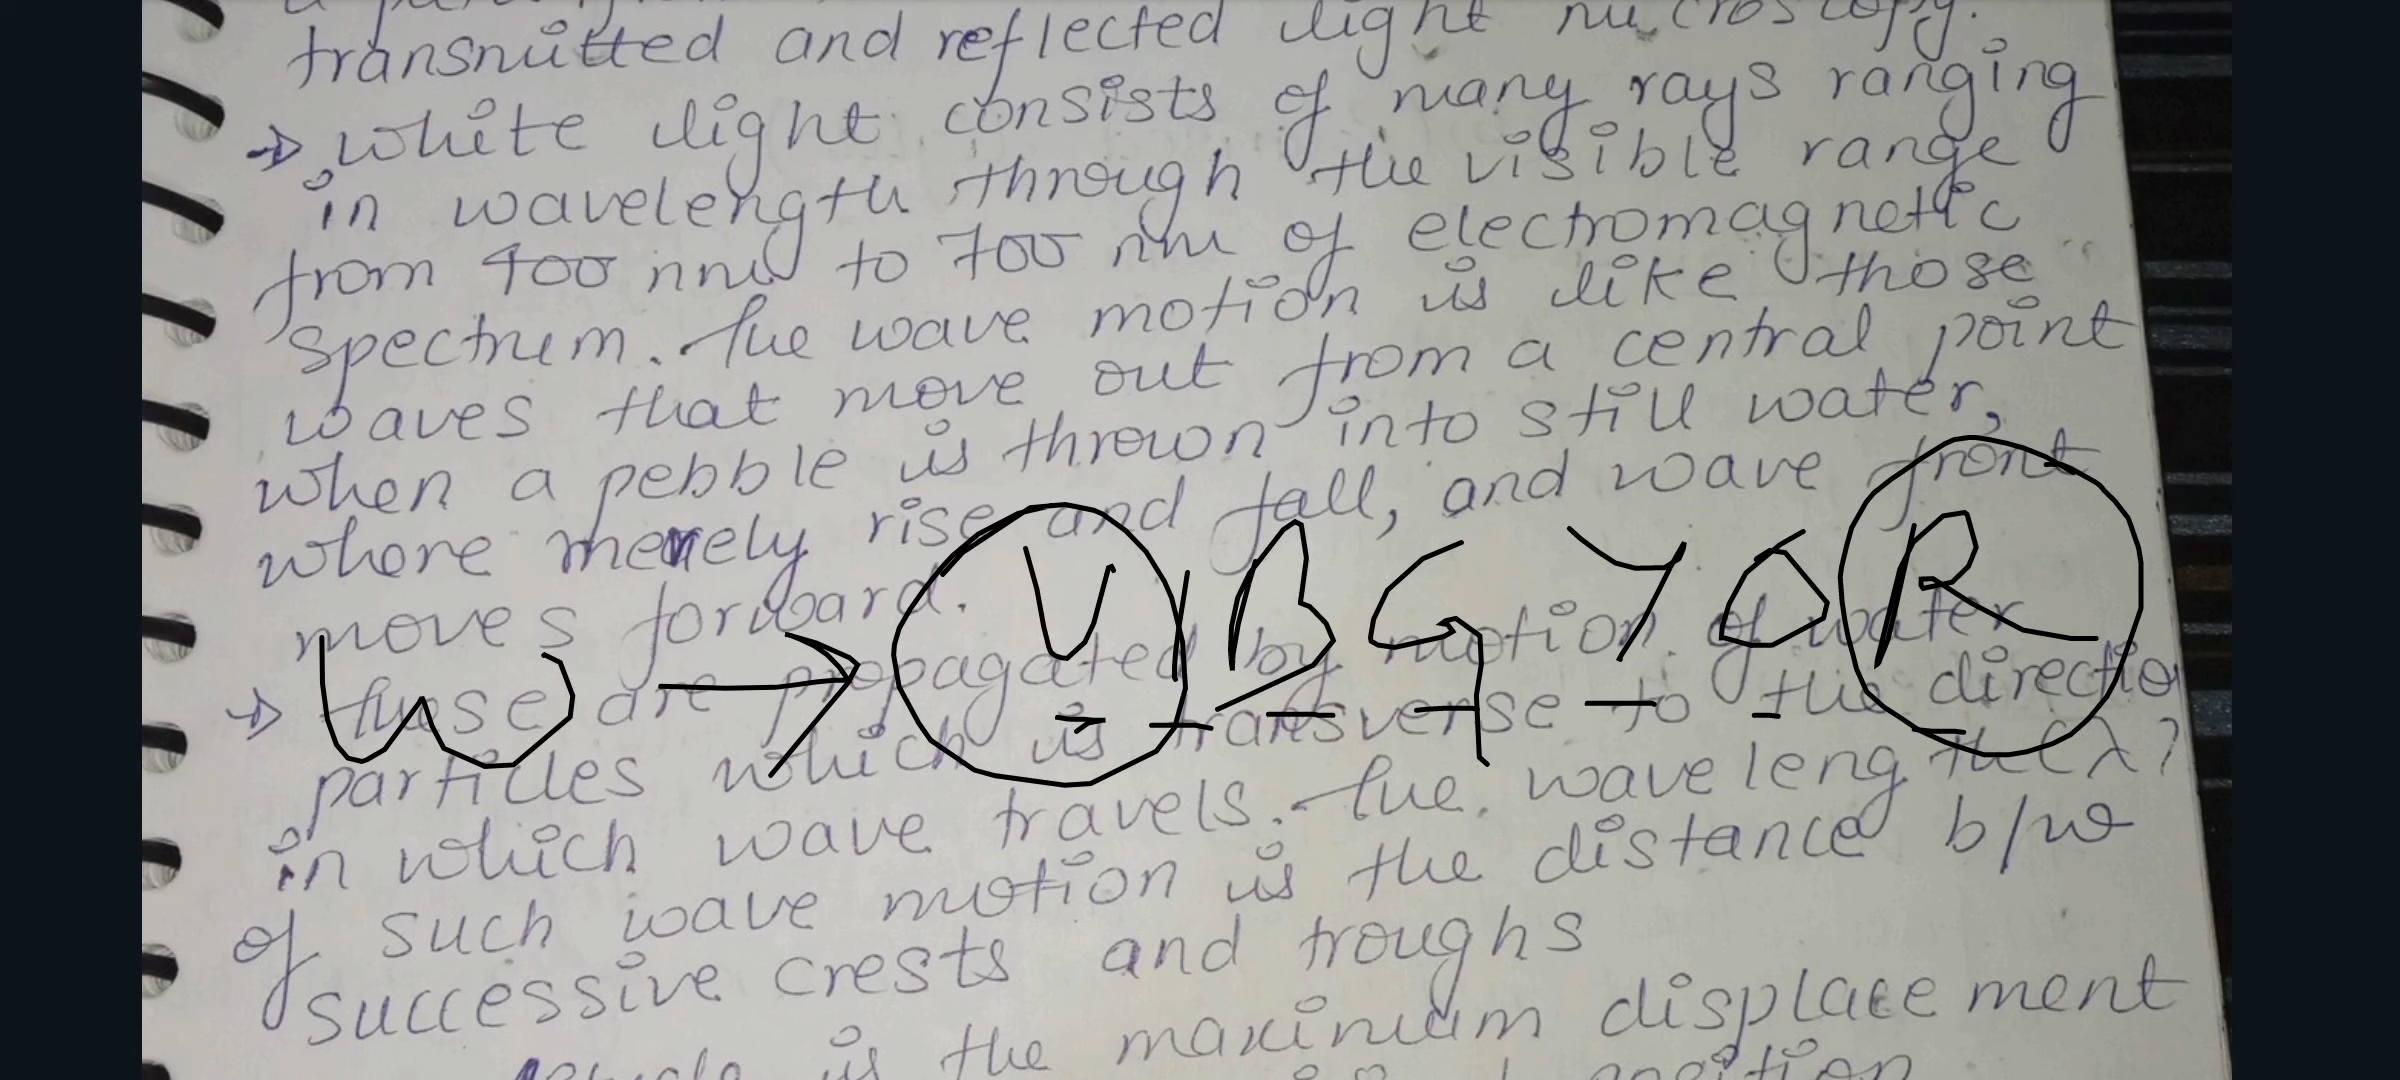 transmitted and reflected light microscopy.
→ white light consists of many rays ranging
in wavelength through the visible range
from 400 nm to 700 nm of electromagnetic
spectrum. The wave motion is like those
waves that move out from a central point
when a pebble is thrown into still water,
where merely rise and fall, and wave front
moves forward.
W → V I B G Y O R
→ these are propagated by motion of water
particles which is transverse to the direction
in which wave travels. The wavelength (λ)
of such wave motion is the distance b/w
successive crests and troughs
is the maximum displacement